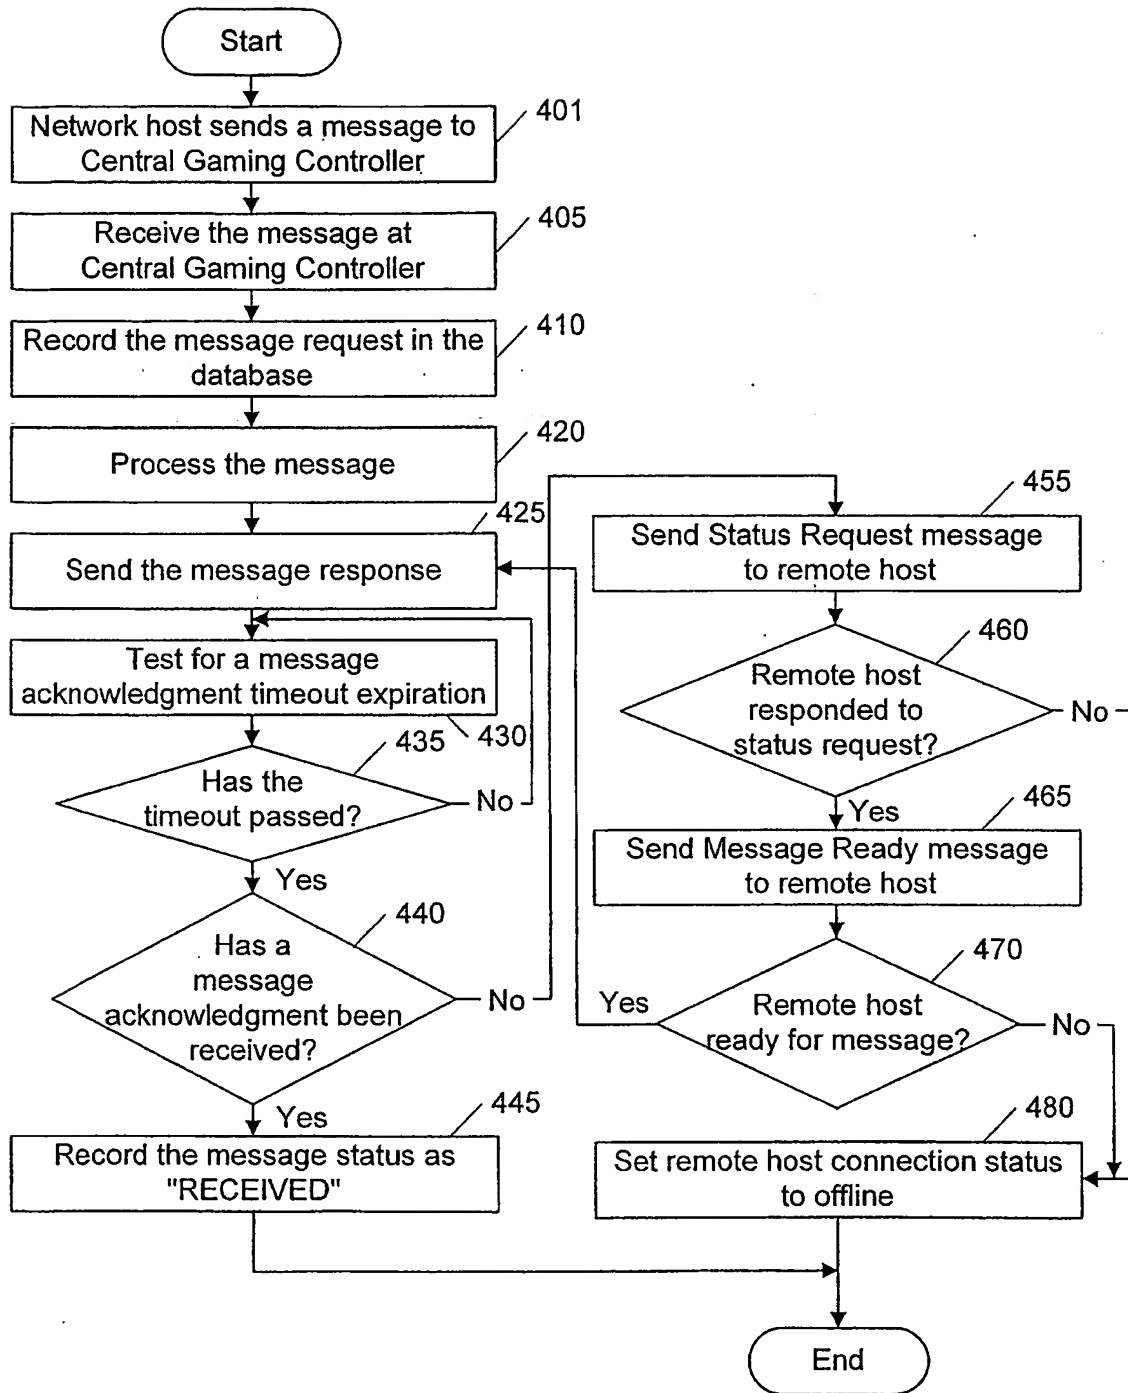 Start
Network host sends a message to
Central Gaming Controller
401
Receive the message at
Central Gaming Controller
405
Record the message request in the
database
410
Process the message
420
Send the message response
425
Test for a message
acknowledgment timeout expiration
430
Has the
timeout passed?
435
No
Yes
Has a
message
acknowledgment been
received?
440
No
Yes
Record the message status as
"RECEIVED"
445
Send Status Request message
to remote host
455
Remote host
responded to
status request?
460
No
Yes
Send Message Ready message
to remote host
465
Remote host
ready for message?
470
Yes
No
Set remote host connection status
to offline
480
End